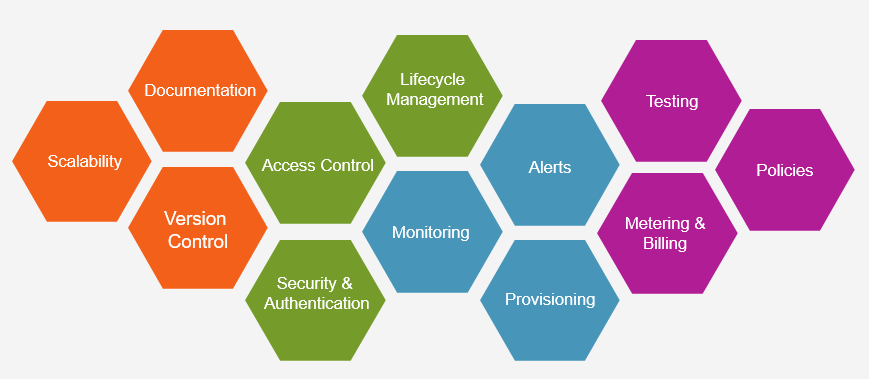 Scalability
Documentation
Version
Control
Access Control
Security &
Authentication
Lifecycle
Management
Monitoring
Alerts
Provisioning
Testing
Metering &
Billing
Policies